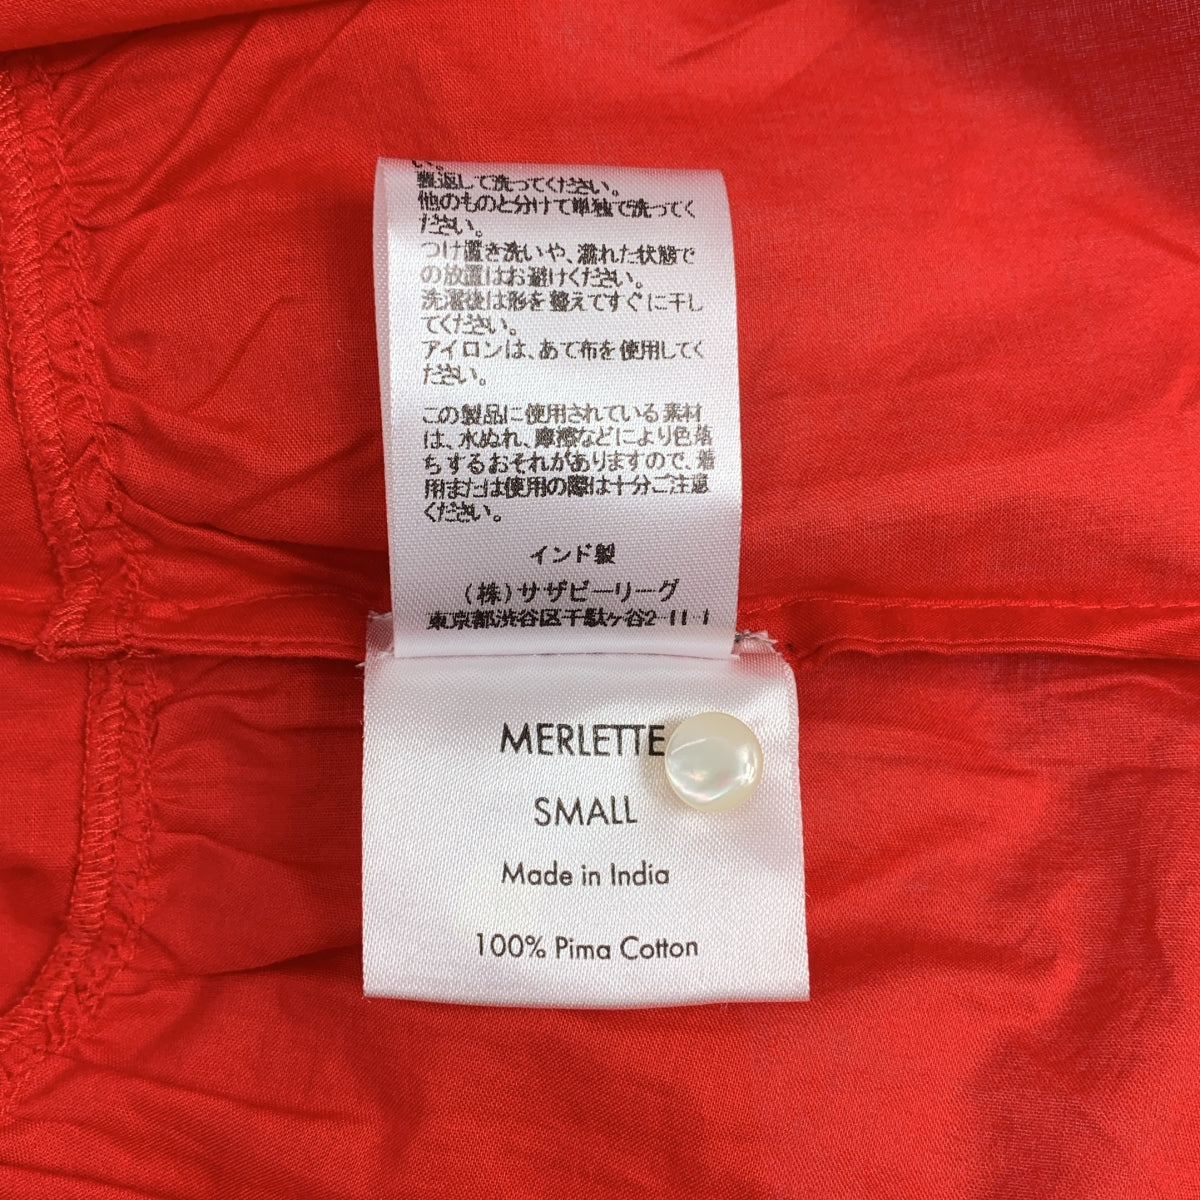 い。
裏返して洗ってください。
他のものと分けて単独で洗ってく
ださい。
つけ置き洗いや、濡れた状態で
の放置はお避けください。
洗濯後は形を整えてすぐに干し
てください。
アイロンは、あて布を使用してく
ださい。
この製品に使用されている素材
は、水ぬれ、摩擦などにより色落
ちするおそれがありますので、着
用または使用の際は十分ご注意
ください。
インド製
(株)サザビーリーグ
東京都渋谷区千駄ヶ谷2-11-1
MERLETTE
SMALL
Made in India
100% Pima Cotton